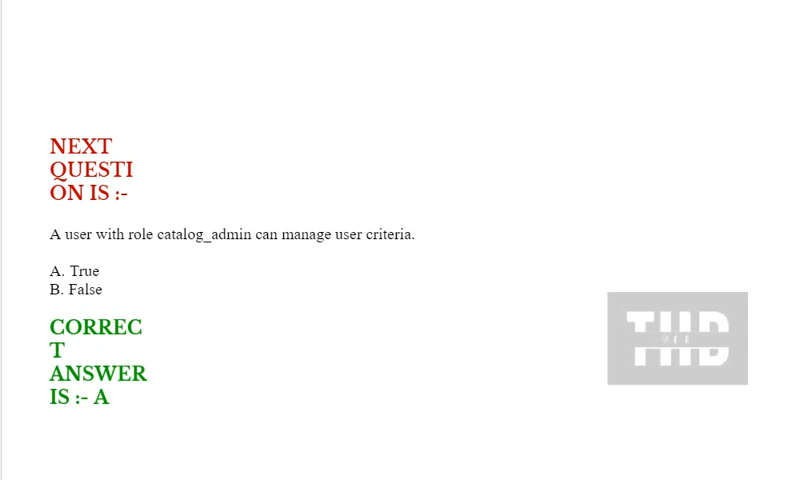 NEXT
QUESTI
ON IS :-
A user with role catalog_admin can manage user criteria.
A. True
B. False
CORREC
T
ANSWER
IS :- A
THD